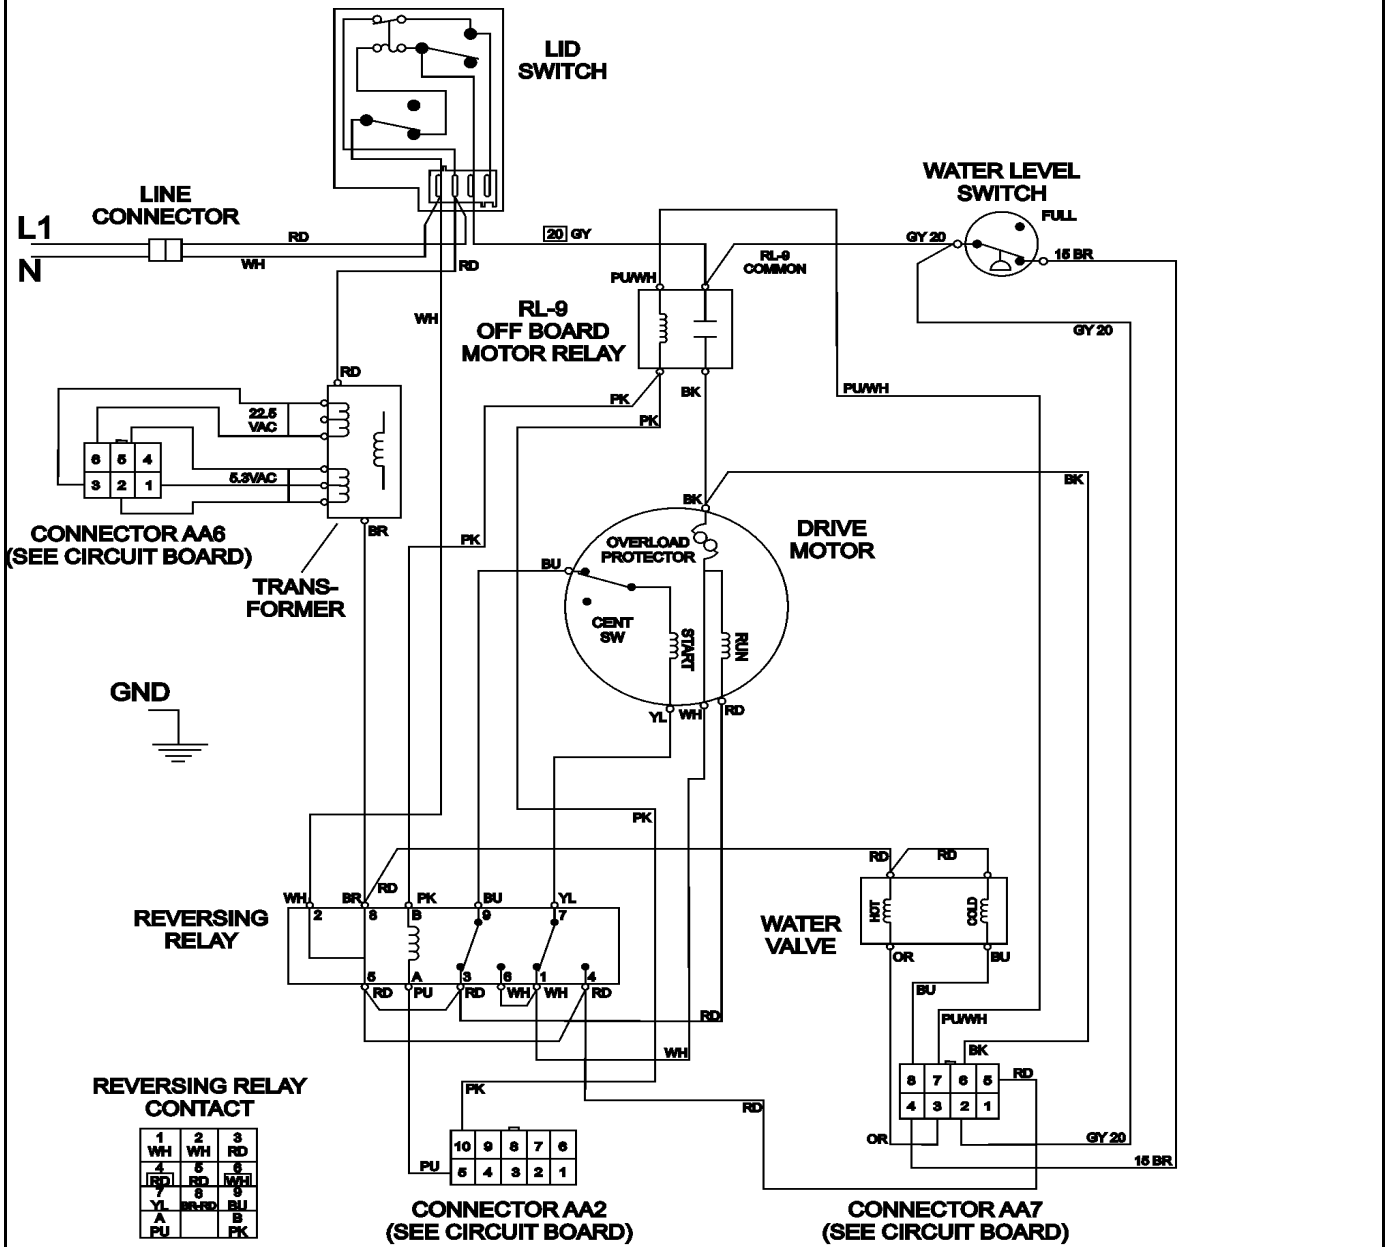 LID
SWITCH
WATER LEVEL
SWITCH
FULL
LINE
CONNECTOR
L1
N
RD
WH
20 GY
RL-9
COMMON
GY 20
15 BR
RD
WH
PU/WH
RL-9
OFF BOARD
MOTOR RELAY
GY 20
RD
PK
BK
PK
PU/WH
22.5
VAC
6 5 4
3 2 1
5.3VAC
CONNECTOR AA6
(SEE CIRCUIT BOARD)
BR
TRANS-
FORMER
PK
BK
BK
DRIVE
MOTOR
OVERLOAD
PROTECTOR
BU
CENT
SW
START
RUN
YL WH RD
GND
PK
RD RD
WH BR RD PK BU YL
2 8 B 9 7
REVERSING
RELAY
5 A 3 6 1 4
RD PU RD WH WH RD
HOT COLD
WATER
VALVE
OR BU
BU
PU/WH
RD
WH
BK
RD
8 7 6 5
4 3 2 1
OR
GY 20
15 BR
RD
PK
10 9 8 7 6
5 4 3 2 1
PU
REVERSING RELAY
CONTACT
1 2 3
WH WH RD
4 5 6
RD RD WH
7 8 9
YL BR-RD BU
A B
PU PK
CONNECTOR AA2
(SEE CIRCUIT BOARD)
CONNECTOR AA7
(SEE CIRCUIT BOARD)